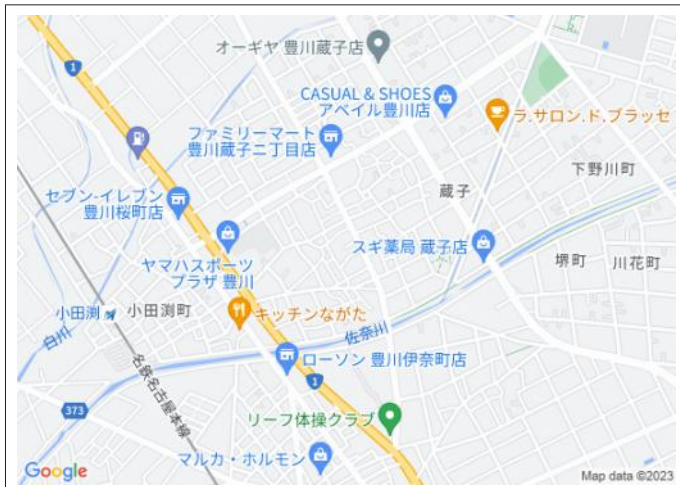 オーギヤ 豊川蔵子店
1
CASUAL & SHOES
アベイル豊川店
ラ.サロン.ド,ブラッセ
ファミリーマート
豊川蔵子二丁目店
下野川町
セブン-イレブン
豊川桜町店
蔵子
スギ薬局 蔵子店
ヤマハスポーツ
プラザ 豊川
堺町
川花町
小田渕
小田渕町
キッチンながた
白川
佐奈川
名鉄名古屋本線
ローソン 豊川伊奈町店
1
373
リーフ体操クラブ
マルカ・ホルモン
Google
Map data ©2023